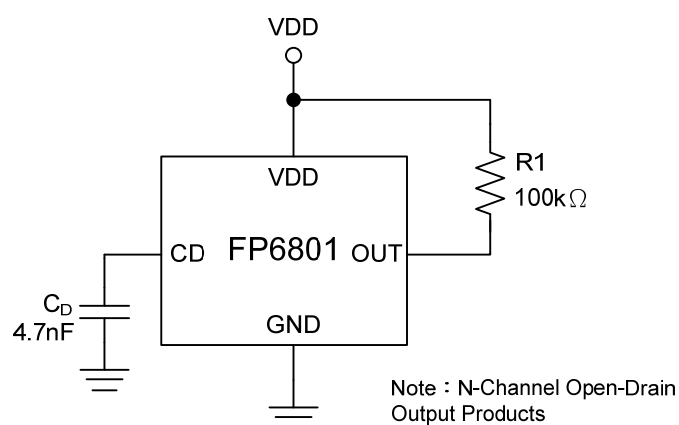 VDD
VDD
R1
100kΩ
CD
FP6801
OUT
CD
4.7nF
GND
Note：N-Channel Open-Drain
Output Products